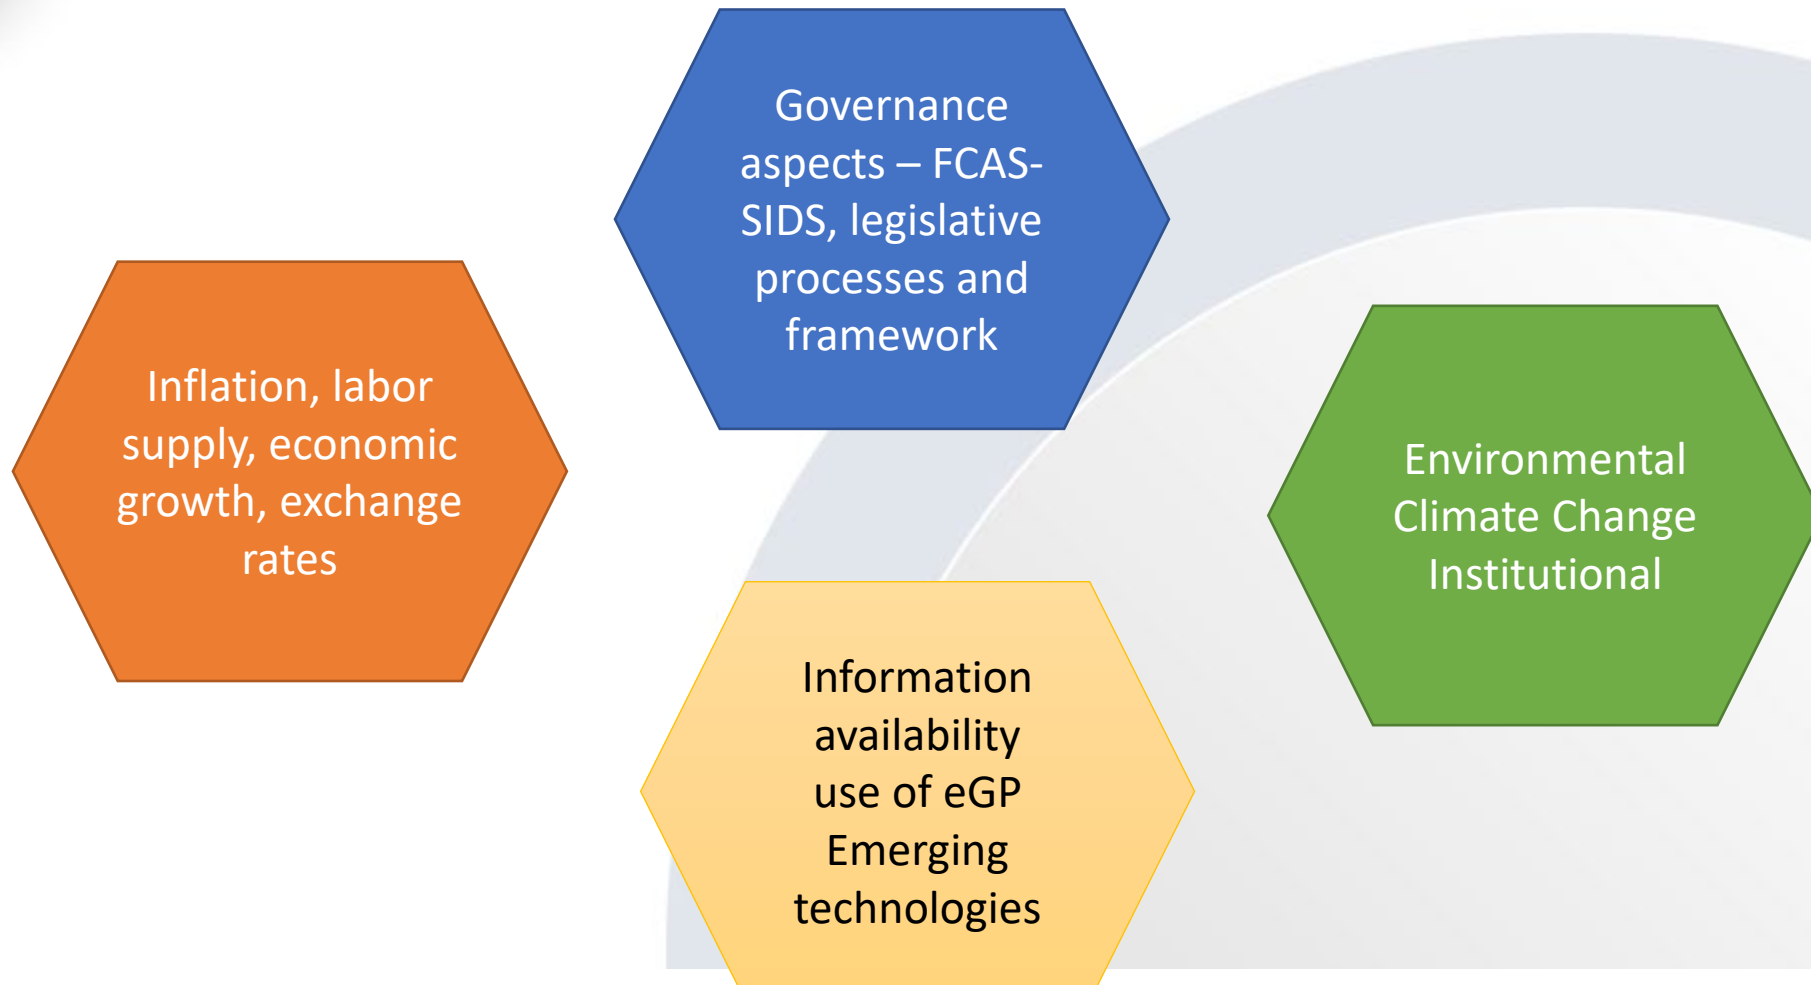 Governance
aspects – FCAS-
SIDS, legislative
processes and
framework
Inflation, labor
supply, economic
growth, exchange
rates
Environmental
Climate Change
Institutional
Information
availability
use of eGP
Emerging
technologies